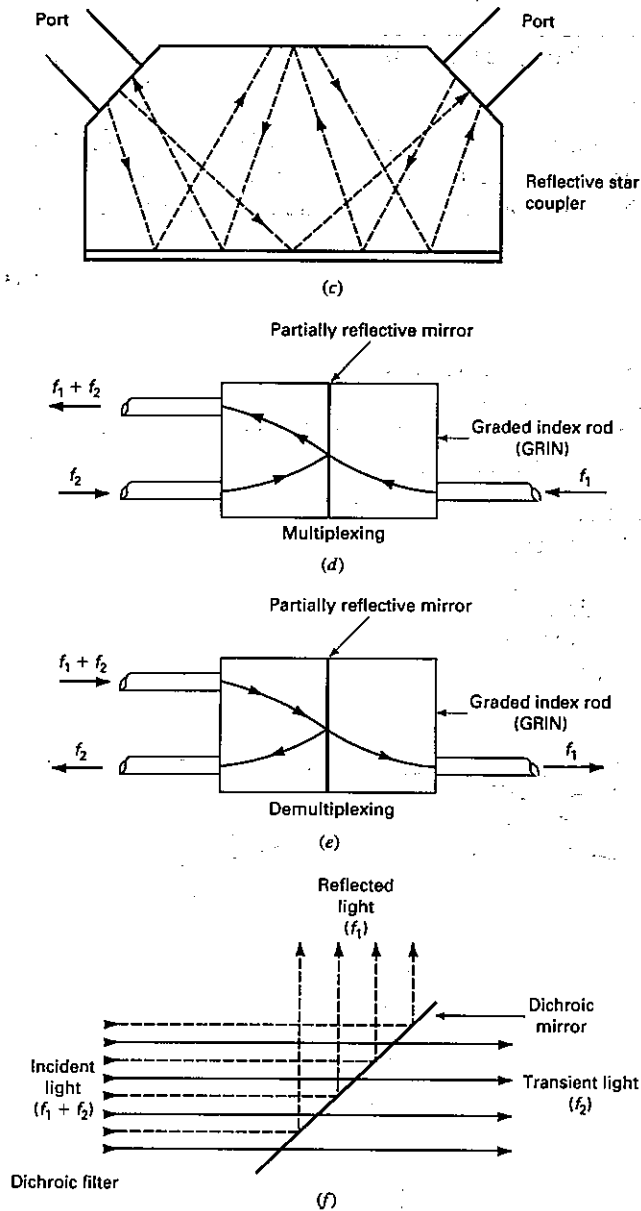 Port
Port
Reflective star
coupler
(c)
Partially reflective mirror
f1 + f2
Graded index rod
(GRIN)
f2
f1
Multiplexing
(d)
Partially reflective mirror
f1 + f2
Graded index rod
(GRIN)
f2
f1
Demultiplexing
(e)
Reflected
light
(f1)
Dichroic
mirror
Incident
light
(f1 + f2)
Transient light
(f2)
Dichroic filter
(f)